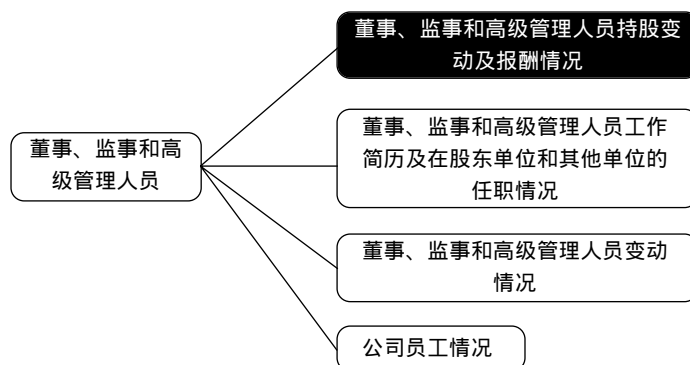 董事、监事和高级管理人员持股变
动及报酬情况
董事、监事和高级管理人员工作
简历及在股东单位和其他单位的
任职情况
董事、监事和高
级管理人员
董事、监事和高级管理人员变动
情况
公司员工情况